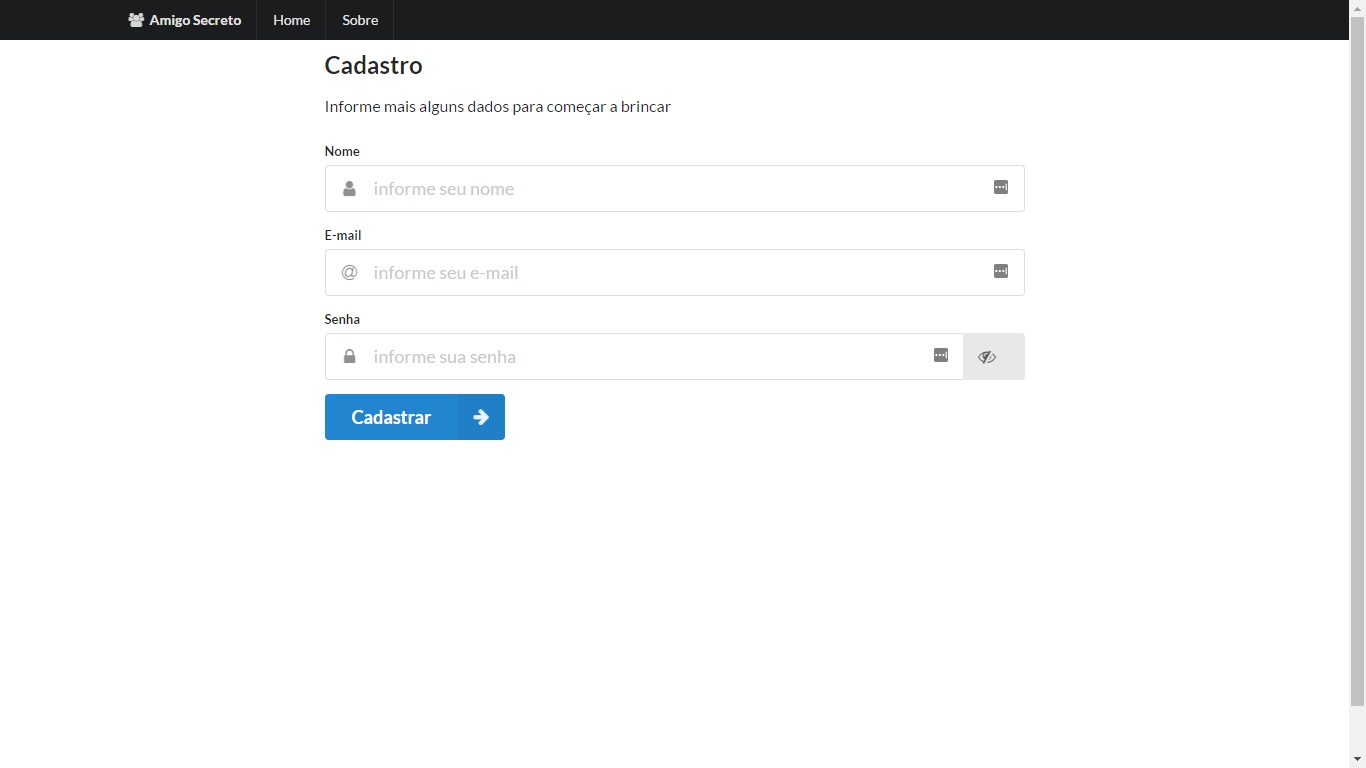 Amigo Secreto Home Sobre
Cadastro
Informe mais alguns dados para começar a brincar
Nome
informe seu nome
E-mail
@ informe seu e-mail
Senha
informe sua senha
Cadastrar